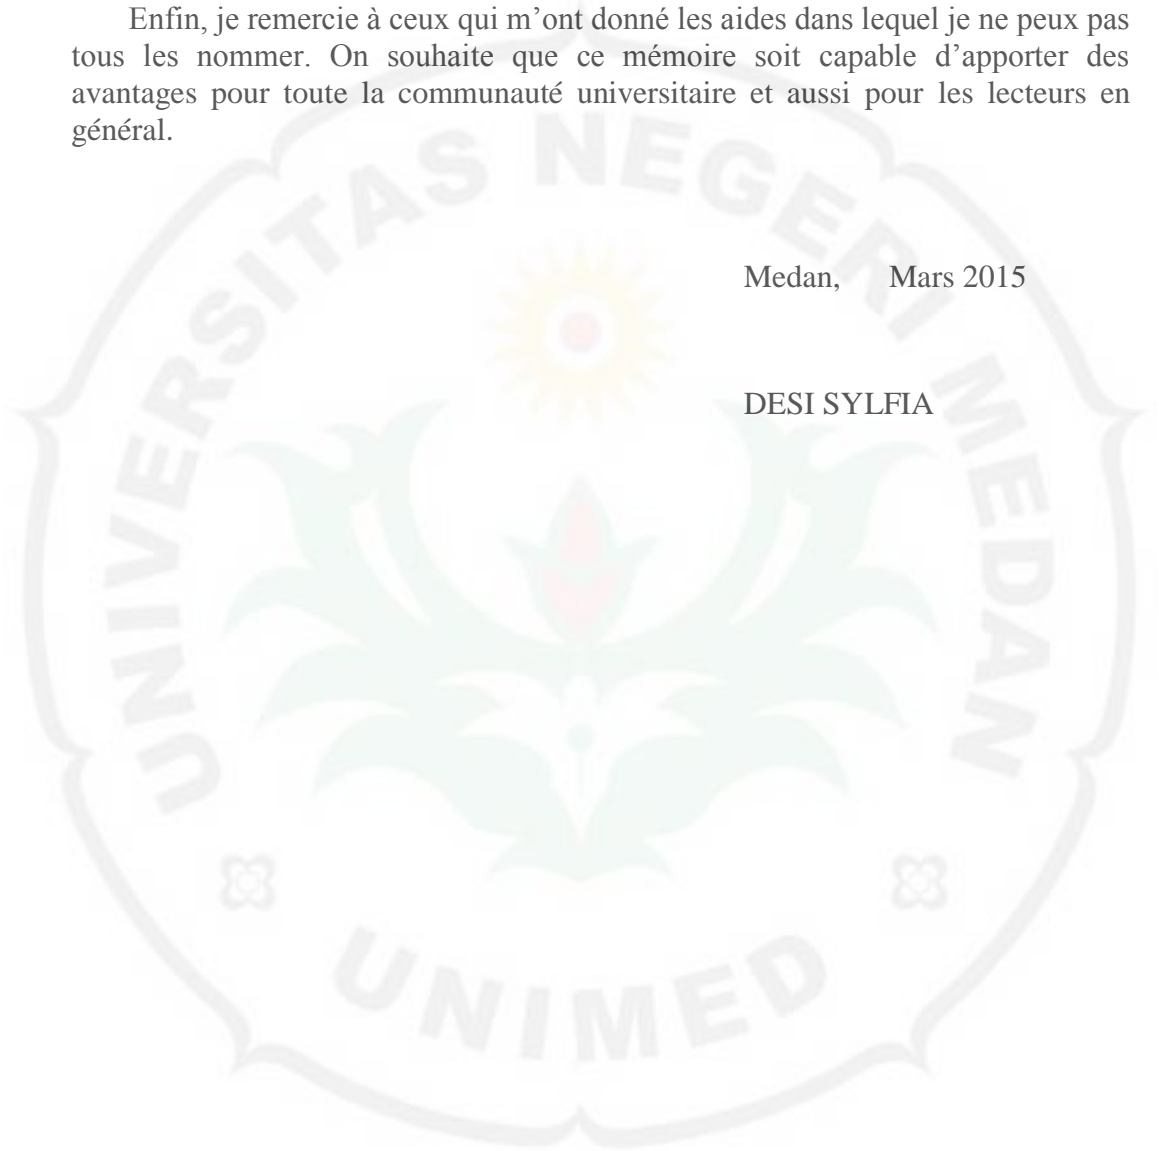 Enfin, je remercie à ceux qui m’ont donné les aides dans lequel je ne peux pas
tous les nommer. On souhaite que ce mémoire soit capable d’apporter des
avantages pour toute la communauté universitaire et aussi pour les lecteurs en
général.
Medan, Mars 2015
DESI SYLFIA
UNIVERSITAS NEGERI MEDAN
UNIMED